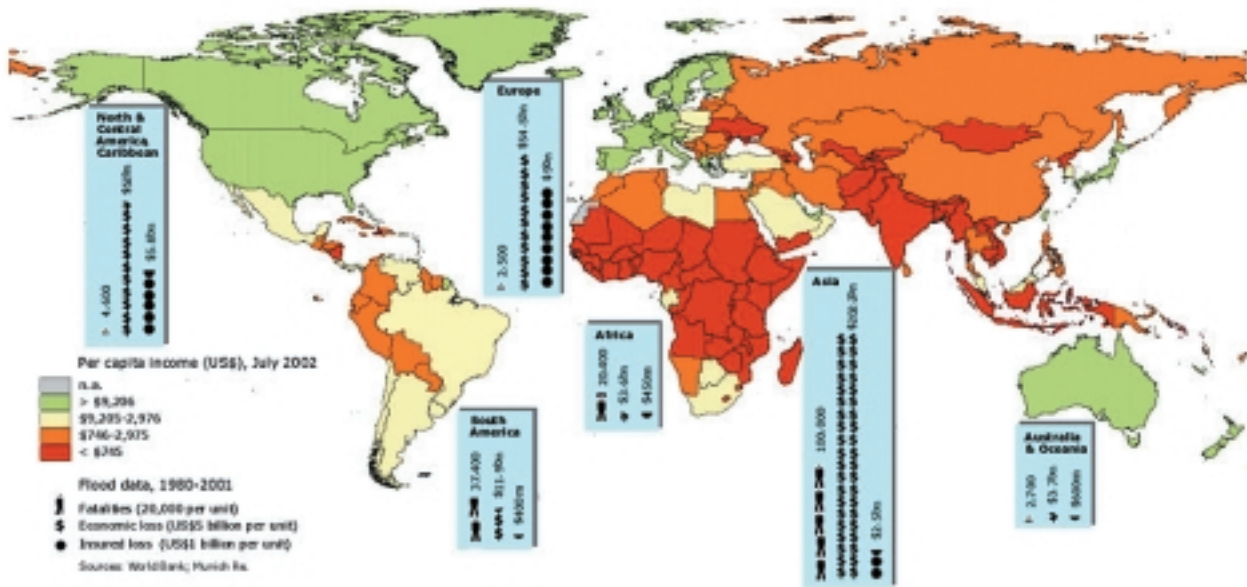 North &
Central
America,
Caribbean
4,600
$5.8bn
Europe
2,500
Per capita income (US$), July 2002
n.a.
> $9,206
$9,205-2,976
$746-2,975
< $745
Flood data, 1980-2001
Fatalities (20,000 per unit)
Economic loss (US$5 billion per unit)
Insured loss (US$1 billion per unit)
Sources: World Bank; Munich Re.
South
America
$11.9bn
$400m
Africa
20,400
$450m
Asia
100,000
$2.5bn
Australia
& Oceania
2,700
$3.7bn
$600m